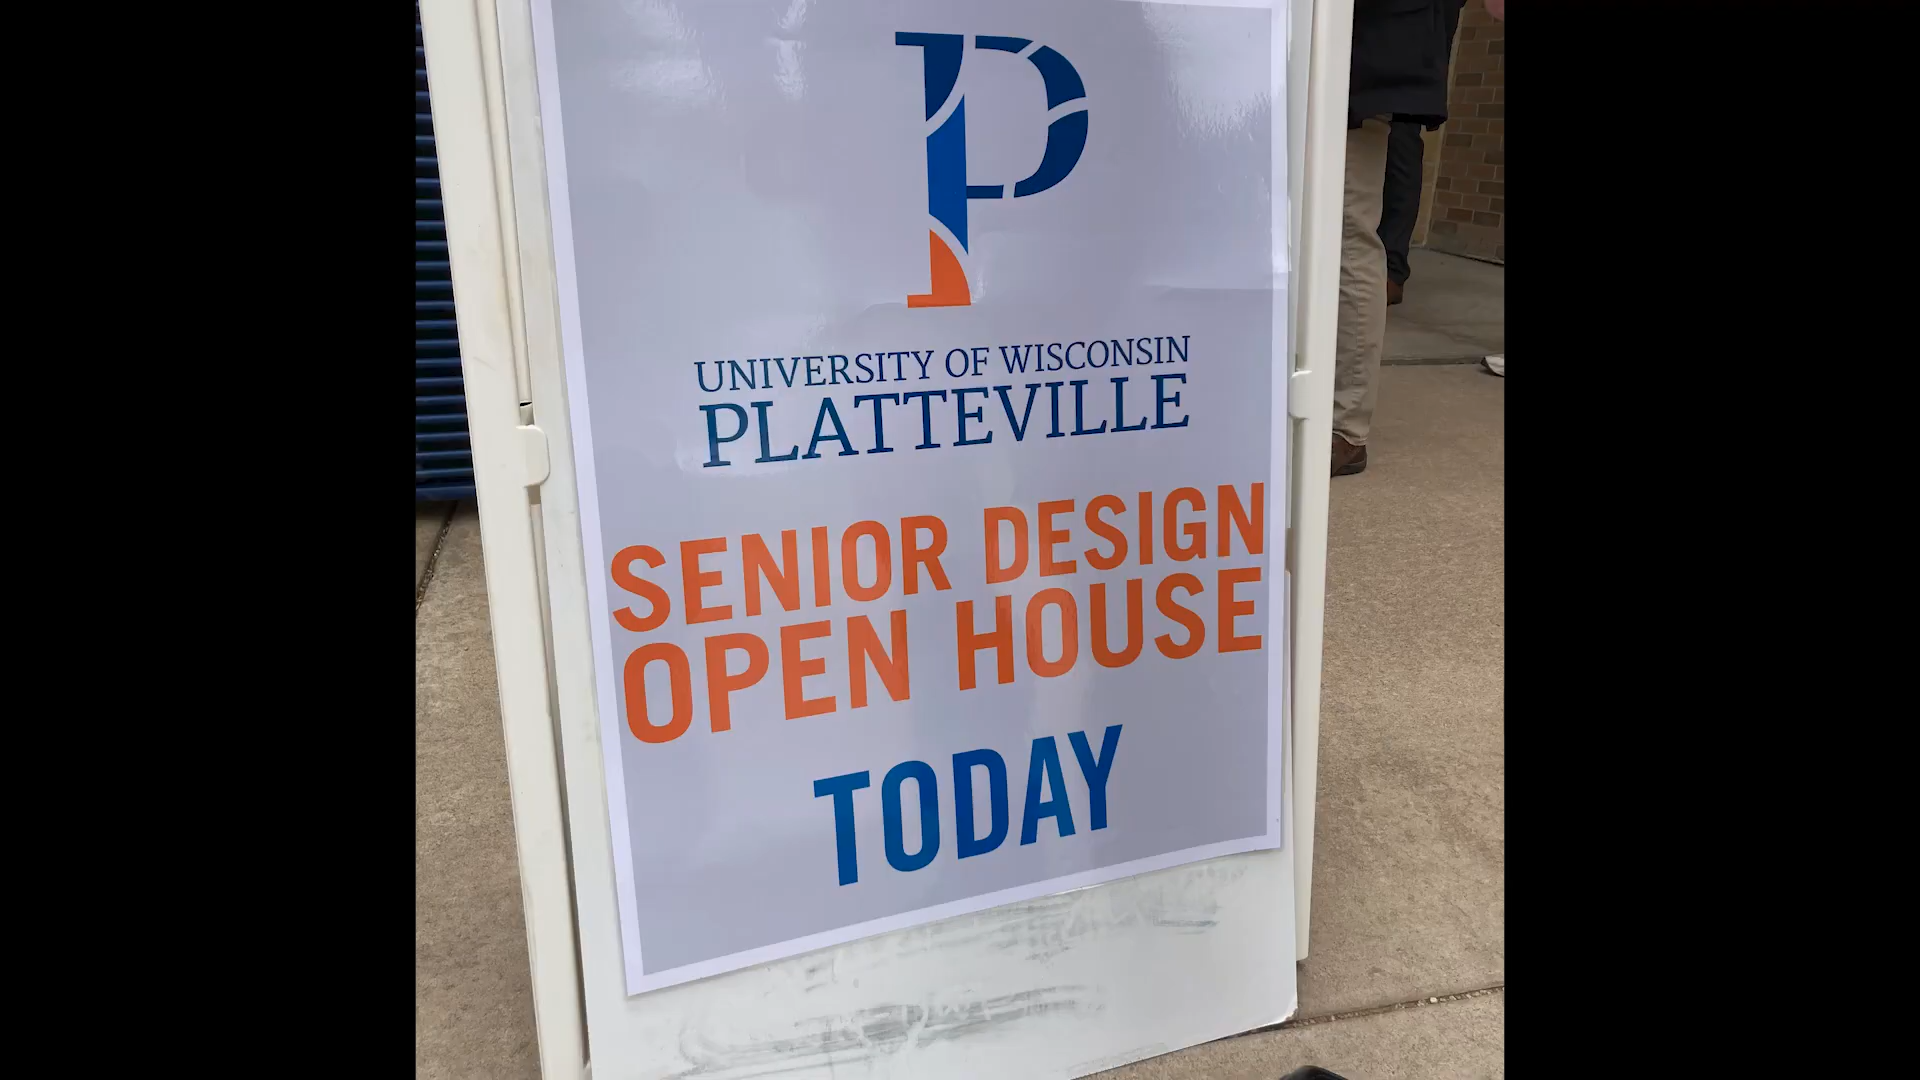 P
UNIVERSITY OF WISCONSIN
PLATTEVILLE
SENIOR DESIGN
OPEN HOUSE
TODAY